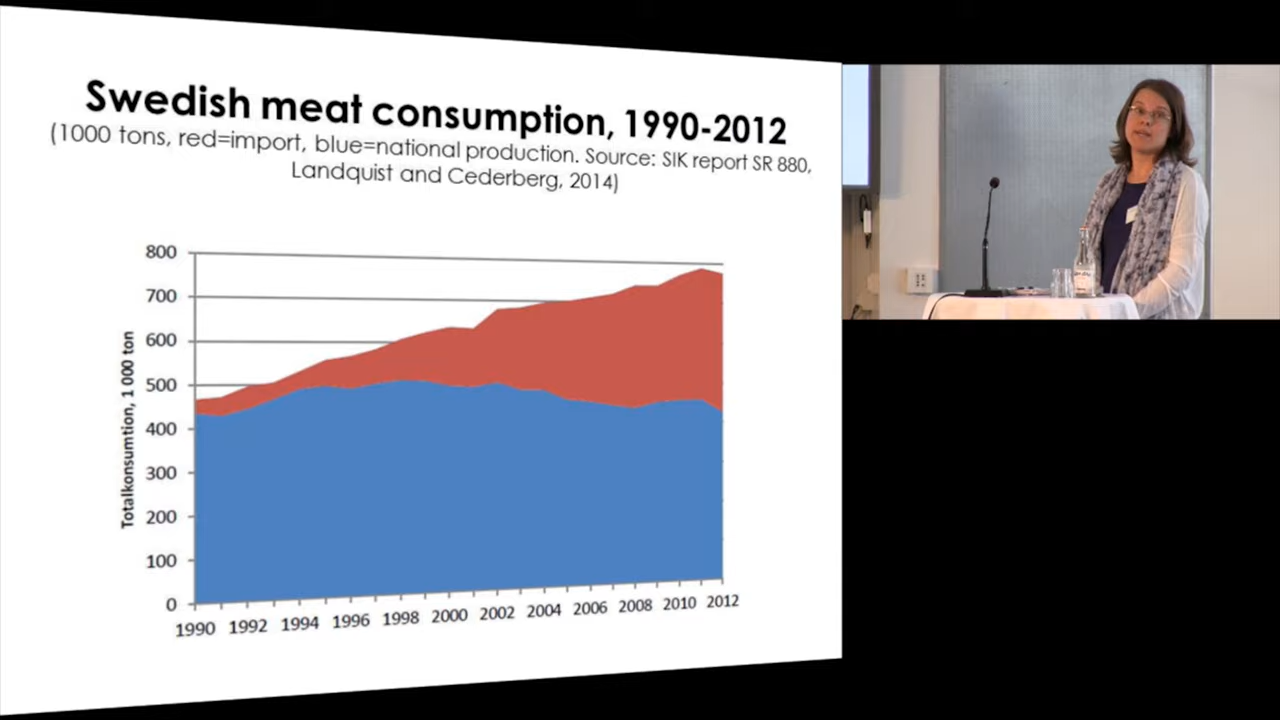 Swedish meat consumption, 1990-2012
(1000 tons, red=import, blue=national production. Source: SIK report SR 880,
Landquist and Cederberg, 2014)
Totalkonsumtion, 1 000 ton
800
700
600
500
400
300
200
100
0
1990 1992 1994 1996 1998 2000 2002 2004 2006 2008 2010 2012